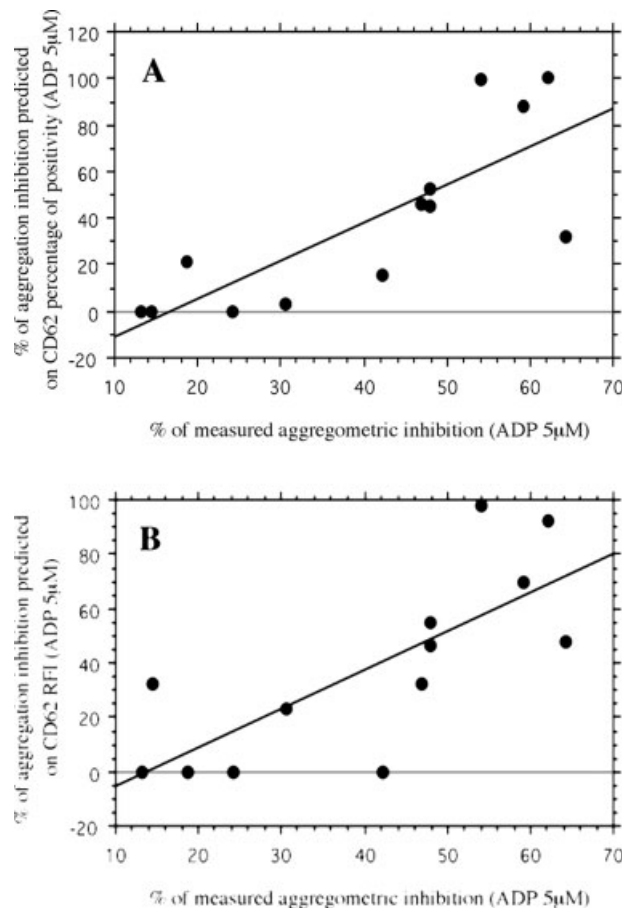 % of aggregation inhibition predicted
on CD62 percentage of positivity (ADP 5µM)
A
120
100
80
60
40
20
0
-20
10 20 30 40 50 60 70
% of measured aggregometric inhibition (ADP 5µM)
% of aggregation inhibition predicted
on CD62 RFI (ADP 5µM)
B
100
80
60
40
20
0
-20
10 20 30 40 50 60 70
% of measured aggregometric inhibition (ADP 5µM)